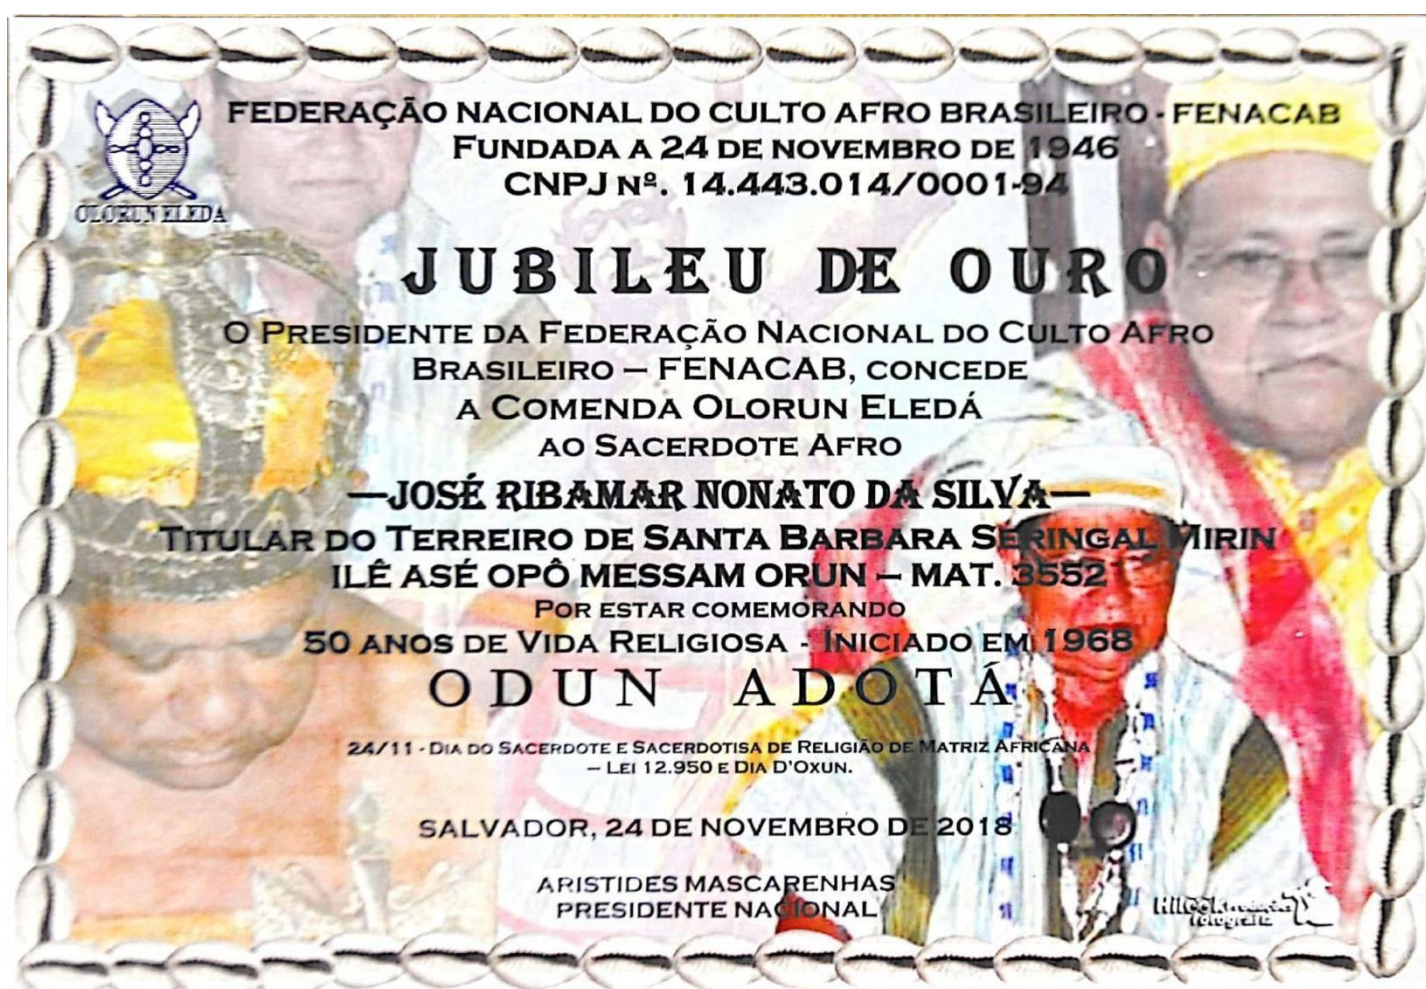 FEDERAÇÃO NACIONAL DO CULTO AFRO BRASILEIRO - FENACAB
FUNDADA A 24 DE NOVEMBRO DE 1946
CNPJ Nº. 14.443.014/0001-94
OLORUN ELEDA
JUBILEU DE OURO
O PRESIDENTE DA FEDERAÇÃO NACIONAL DO CULTO AFRO
BRASILEIRO – FENACAB, CONCEDE
A COMENDA OLORUN ELEDÁ
AO SACERDOTE AFRO
—JOSÉ RIBAMAR NONATO DA SILVA—
TITULAR DO TERREIRO DE SANTA BARBARA SERINGAL MIRIN
ILÊ ASÉ OPÔ MESSAM ORUN – MAT. 3552
POR ESTAR COMEMORANDO
50 ANOS DE VIDA RELIGIOSA - INICIADO EM 1968
ODUN ADOTÁ
24/11 - DIA DO SACERDOTE E SACERDOTISA DE RELIGIÃO DE MATRIZ AFRICANA
– LEI 12.950 E DIA D'OXUN.
SALVADOR, 24 DE NOVEMBRO DE 2018
ARISTIDES MASCARENHAS
PRESIDENTE NACIONAL
fotografia